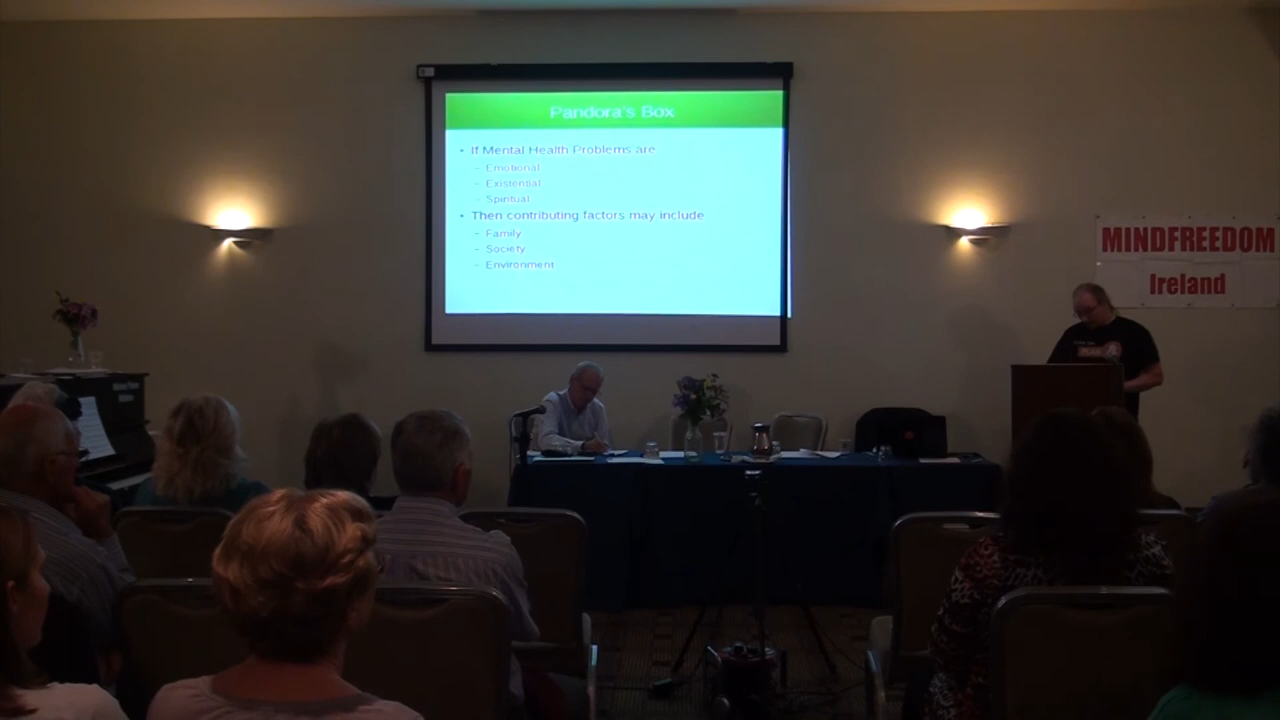 Pandora's Box
• If Mental Health Problems are
– Emotional
– Existential
– Spiritual
• Then contributing factors may include
– Family
– Society
– Environment
MINDFREEDOM
Ireland